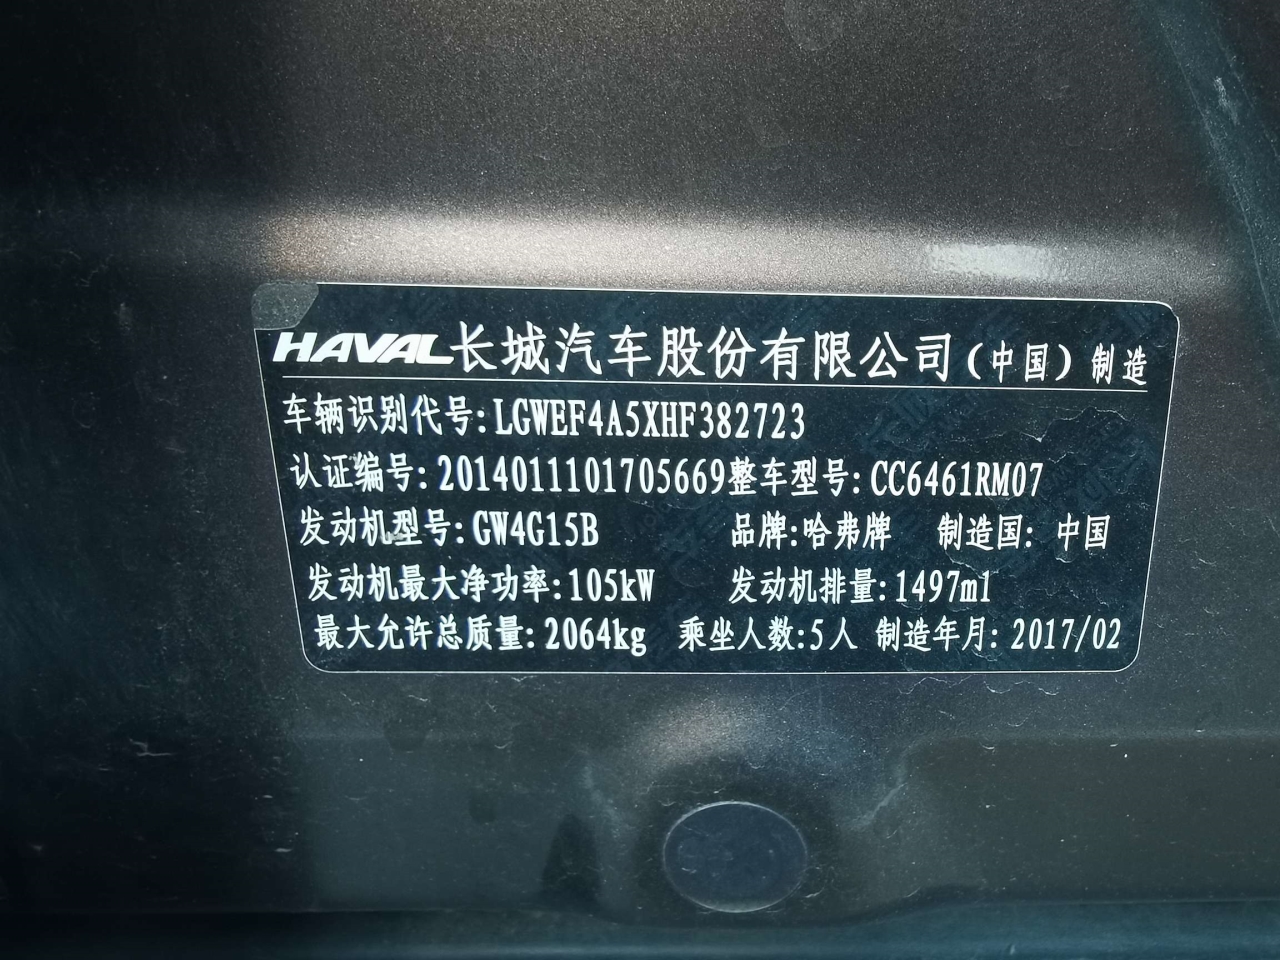 HAVAL长城汽车股份有限公司(中国)制造
车辆识别代号:LGWEF4A5XHF382723
认证编号:2014011101705669整车型号:CC6461RM07
发动机型号:GW4G15B 品牌:哈弗牌 制造国:中国
发动机最大净功率:105kW 发动机排量:1497ml
最大允许总质量:2064kg 乘坐人数:5人 制造年月:2017/02